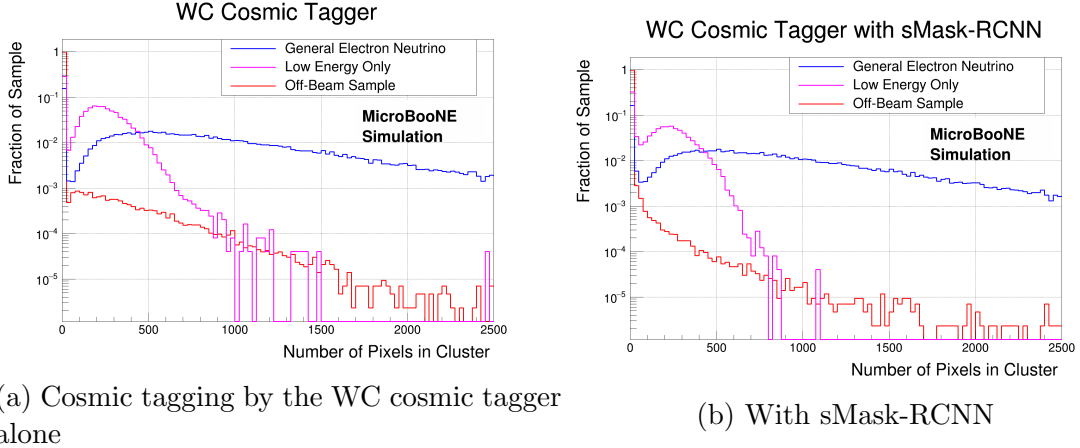 WC Cosmic Tagger
General Electron Neutrino
Low Energy Only
Off-Beam Sample
MicroBooNE
Simulation
Fraction of Sample
1
10⁻¹
10⁻²
10⁻³
10⁻⁴
10⁻⁵
0 500 1000 1500 2000 2500
Number of Pixels in Cluster
(a) Cosmic tagging by the WC cosmic tagger
alone
WC Cosmic Tagger with sMask-RCNN
General Electron Neutrino
Low Energy Only
Off-Beam Sample
MicroBooNE
Simulation
Fraction of Sample
1
10⁻¹
10⁻²
10⁻³
10⁻⁴
10⁻⁵
0 500 1000 1500 2000 2500
Number of Pixels in Cluster
(b) With sMask-RCNN